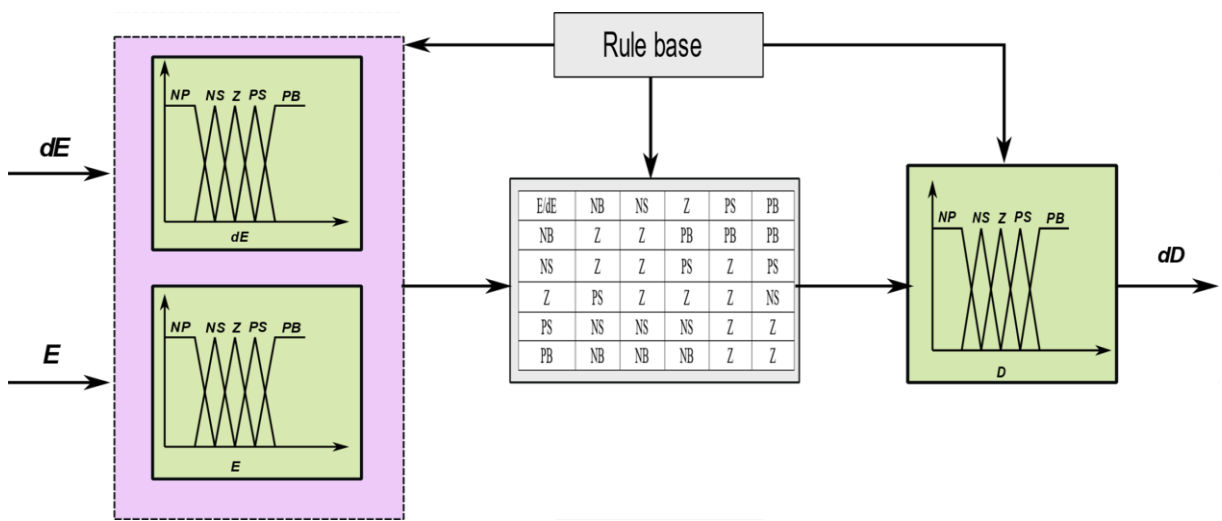 Rule base
dE
NP NS Z PS PB
dE
E
NP NS Z PS PB
E
E/dE NB NS Z PS PB
NB Z Z PB PB PB
NS Z Z PS Z PS
Z PS Z Z Z NS
PS NS NS NS Z Z
PB NB NB NB Z Z
NP NS Z PS PB
D
dD